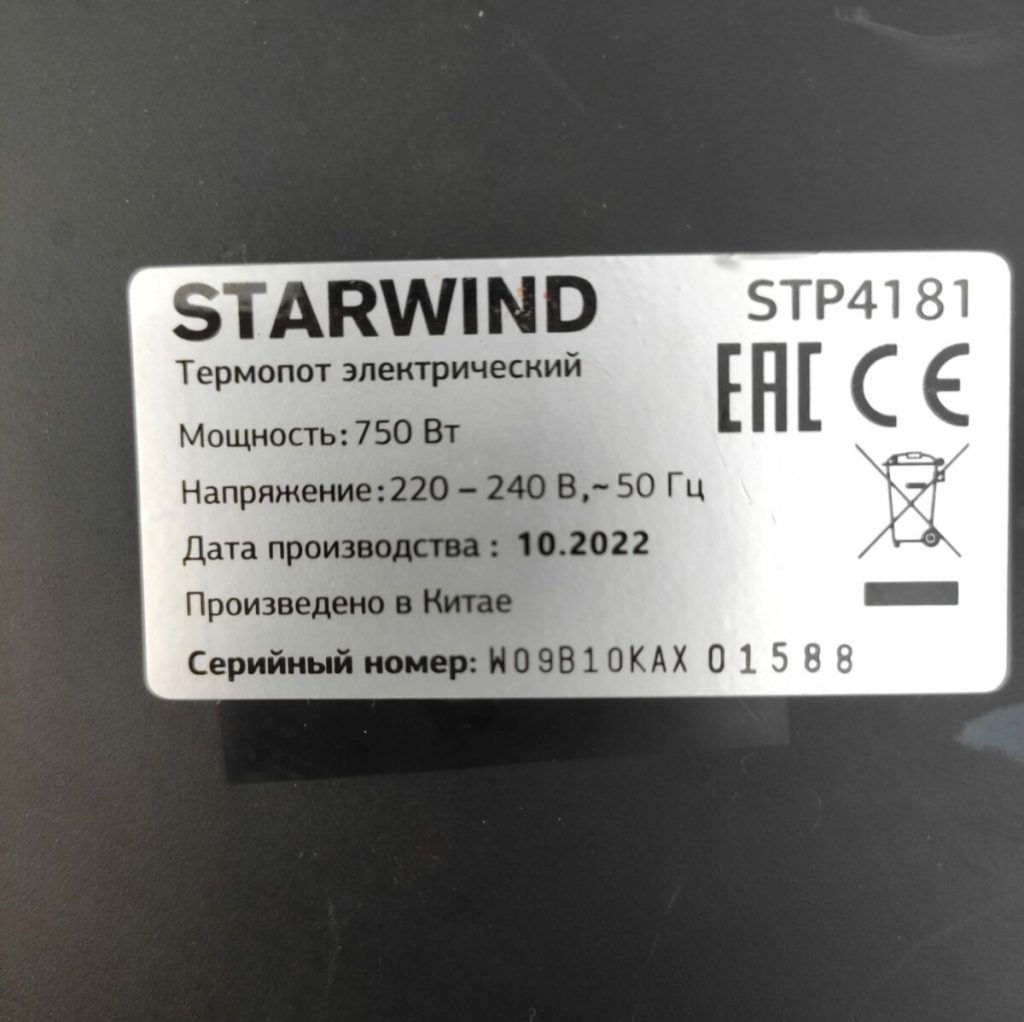 STARWIND STP4181
Термопот электрический
EAC CE
Мощность: 750 Вт
Напряжение: 220 – 240 В, ~ 50 Гц
Дата производства : 10.2022
Произведено в Китае
Серийный номер: W09B10KAX 01588